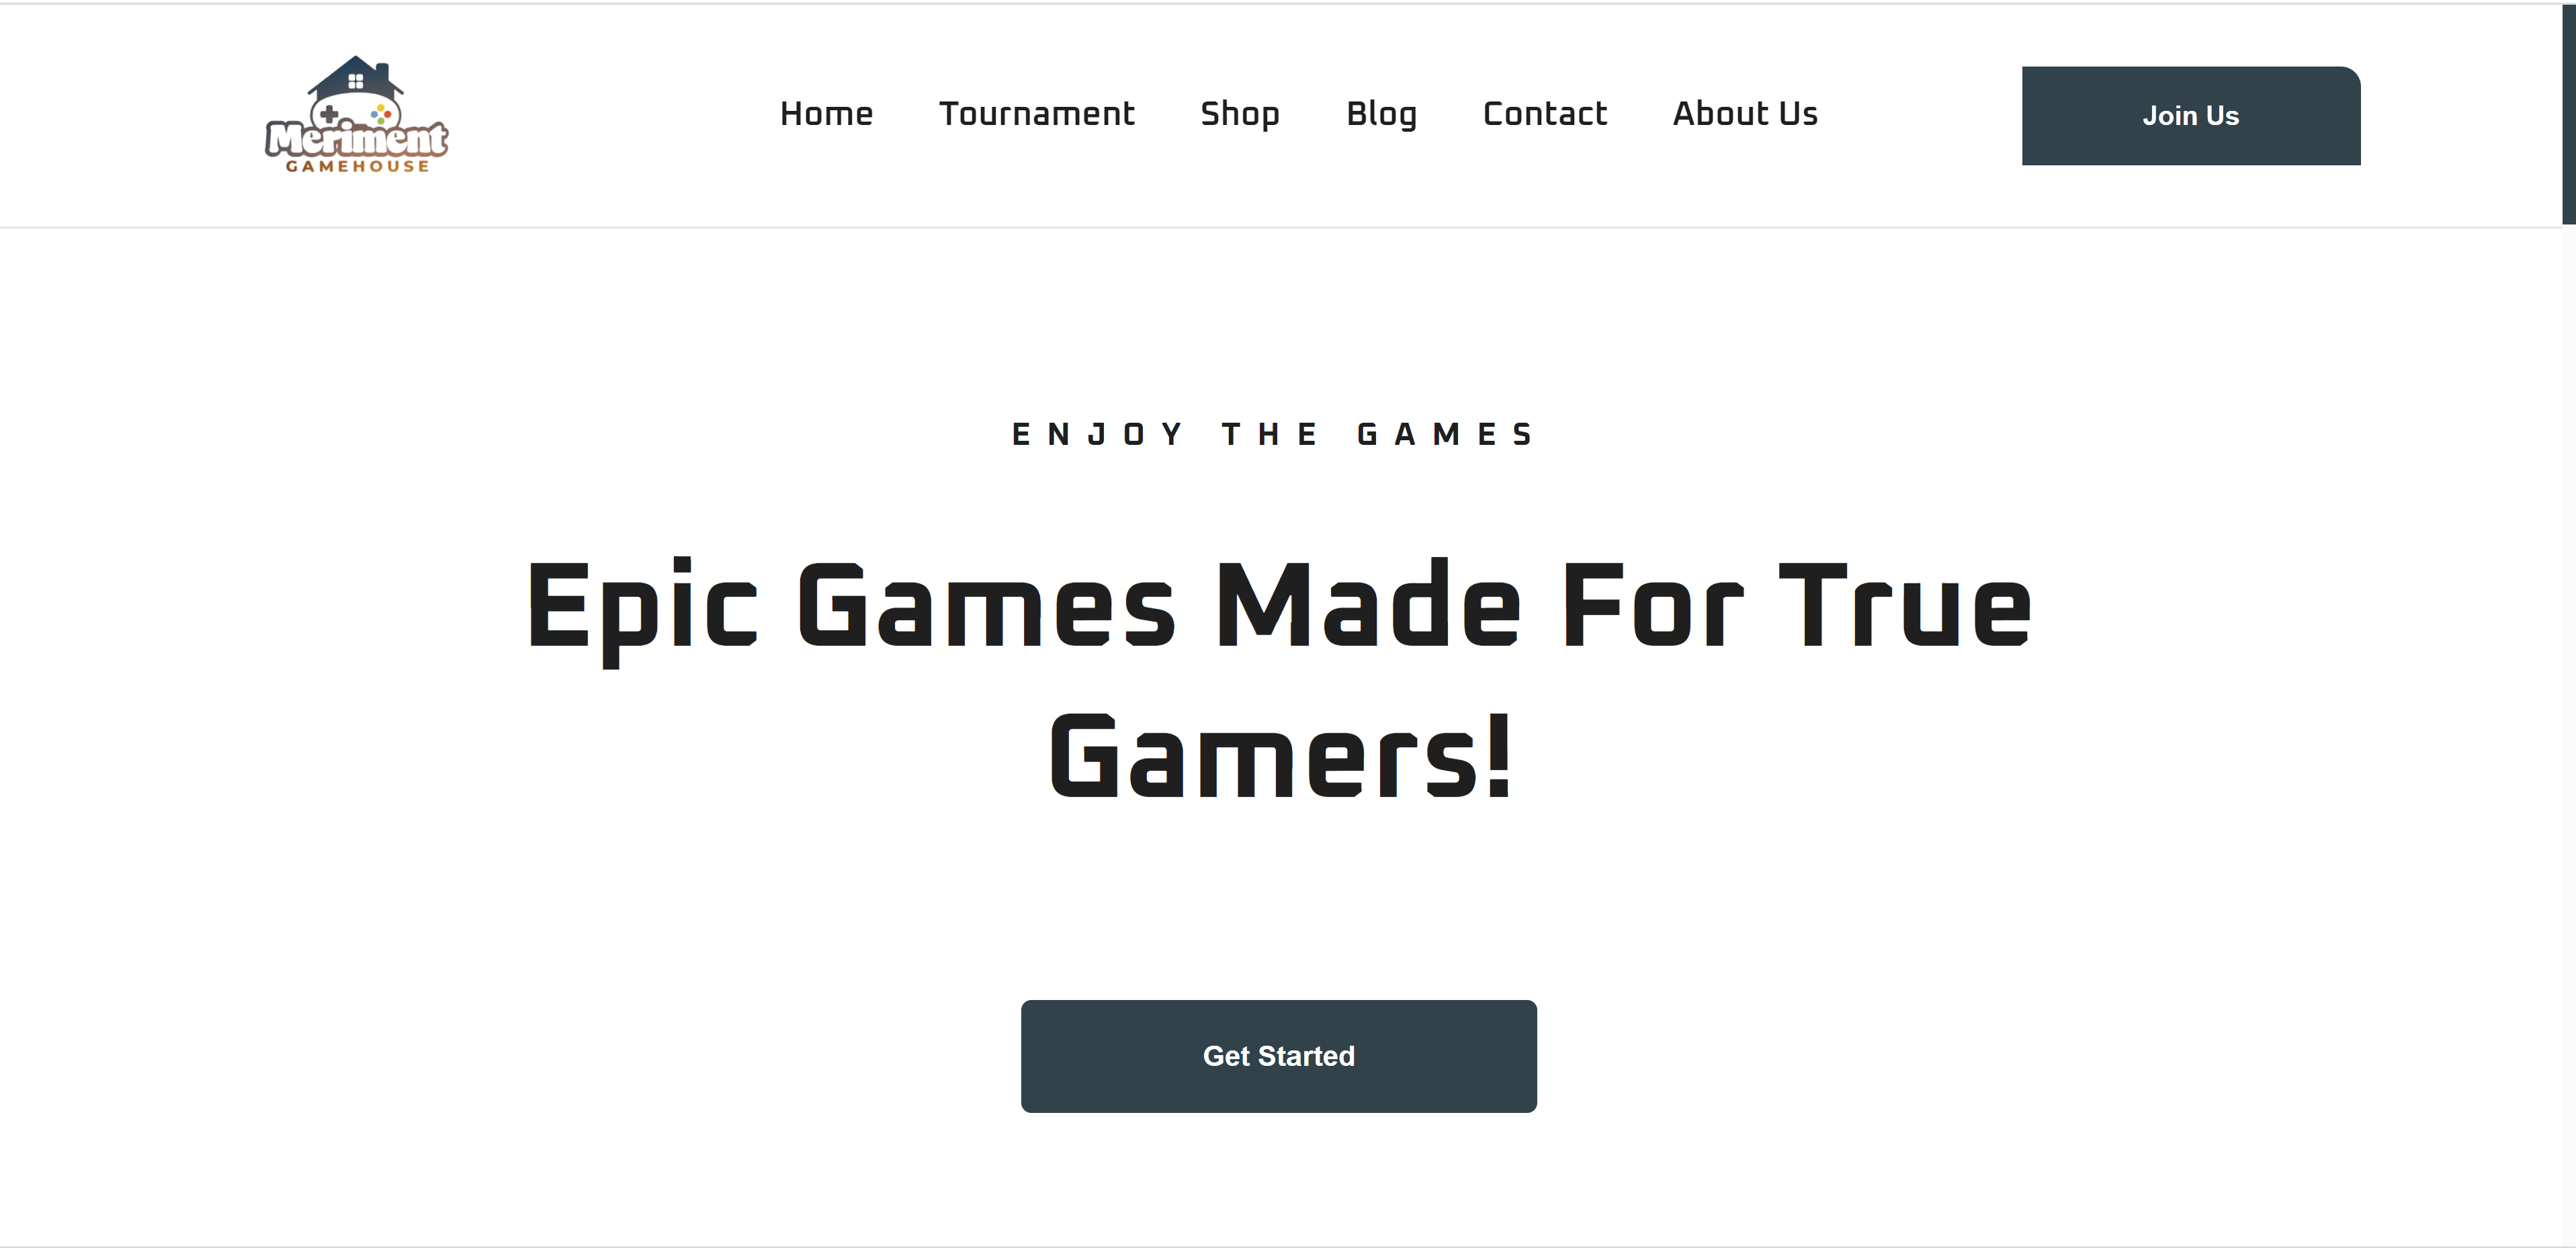 Meriment
GAMEHOUSE
Home Tournament Shop Blog Contact About Us
Join Us
ENJOY THE GAMES
Epic Games Made For True
Gamers!
Get Started